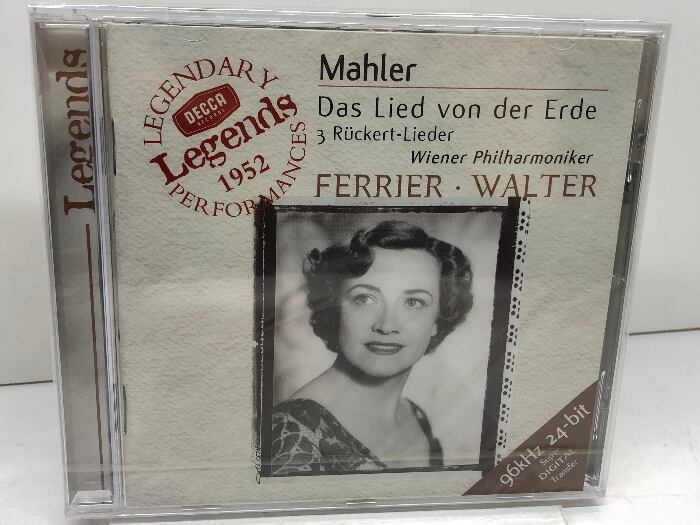 Legends
LEGENDARY
DECCA
RECORDS
Legends
1952
PERFORMANCES
Mahler
Das Lied von der Erde
3 Rückert-Lieder
Wiener Philharmoniker
FERRIER · WALTER
96kHz 24-bit
Super
DIGITAL
Transfer